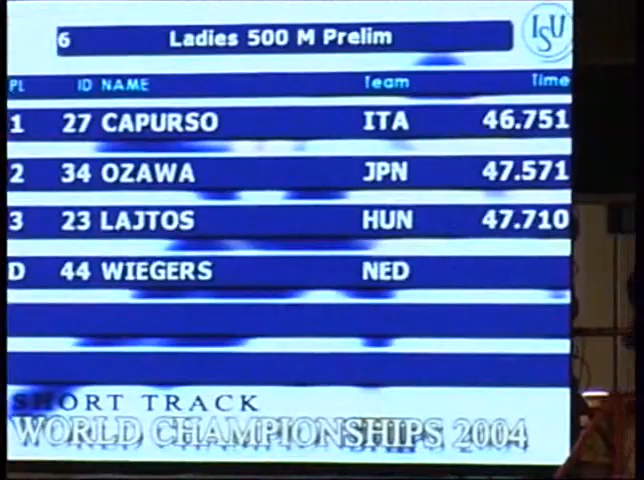 6 Ladies 500 M Prelim ISU
PL ID NAME Team Time
1 27 CAPURSO ITA 46.751
2 34 OZAWA JPN 47.571
3 23 LAJTOS HUN 47.710
D 44 WIEGERS NED
SHORT TRACK
WORLD CHAMPIONSHIPS 2004